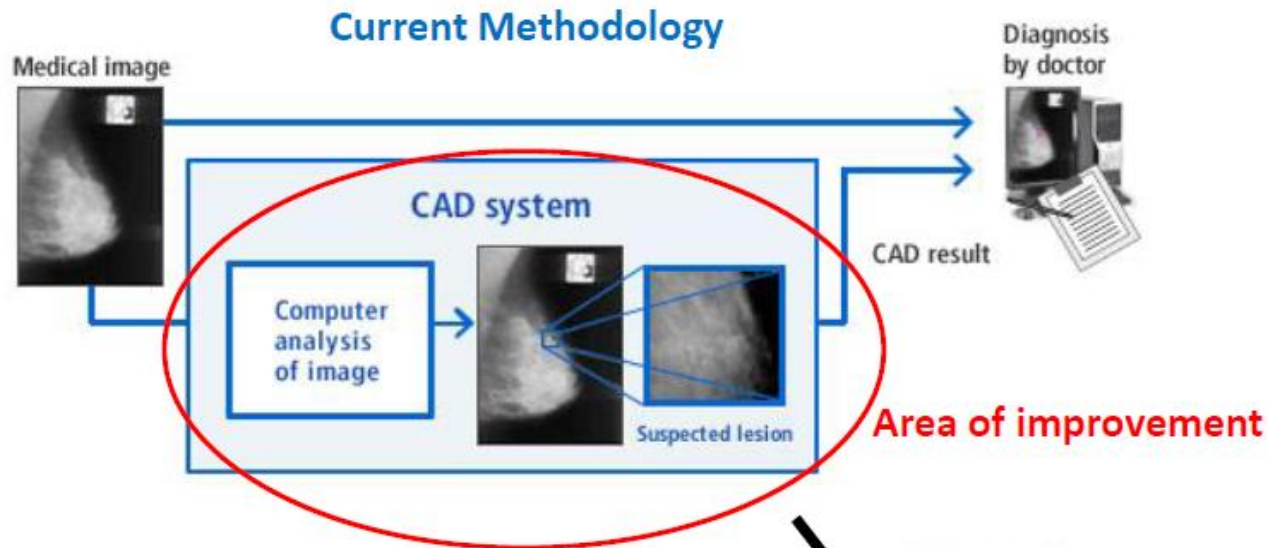 Current Methodology
Medical image
Diagnosis
by doctor
CAD system
CAD result
Computer
analysis
of image
Suspected lesion
Area of improvement